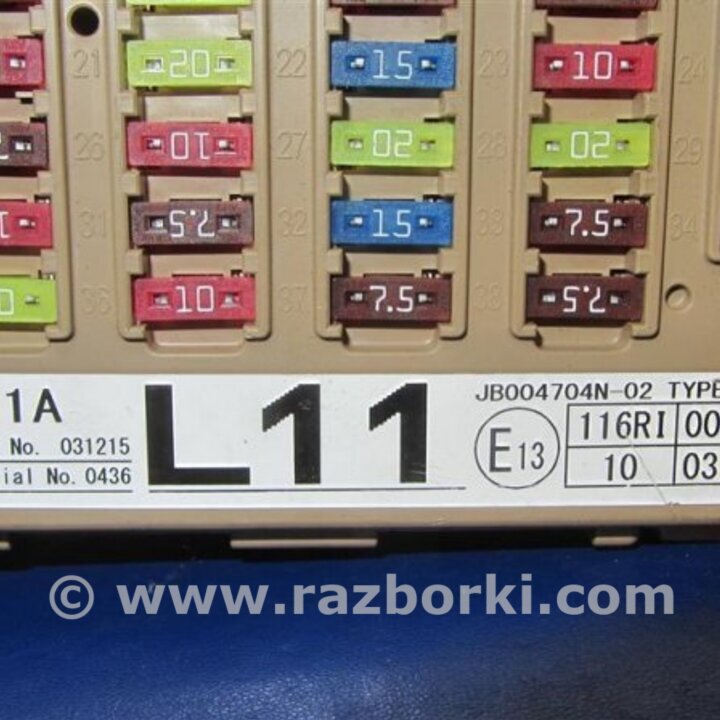 21 20 22 15 23 10 24
26 10 27 20 28 20 29
31 7.5 32 15 33 7.5 34
36 10 37 7.5 38 7.5
1A L11 JB004704N-02 TYPE
No. 031215 E13 116RI 00
ial No. 0436 10 03
© www.razborki.com